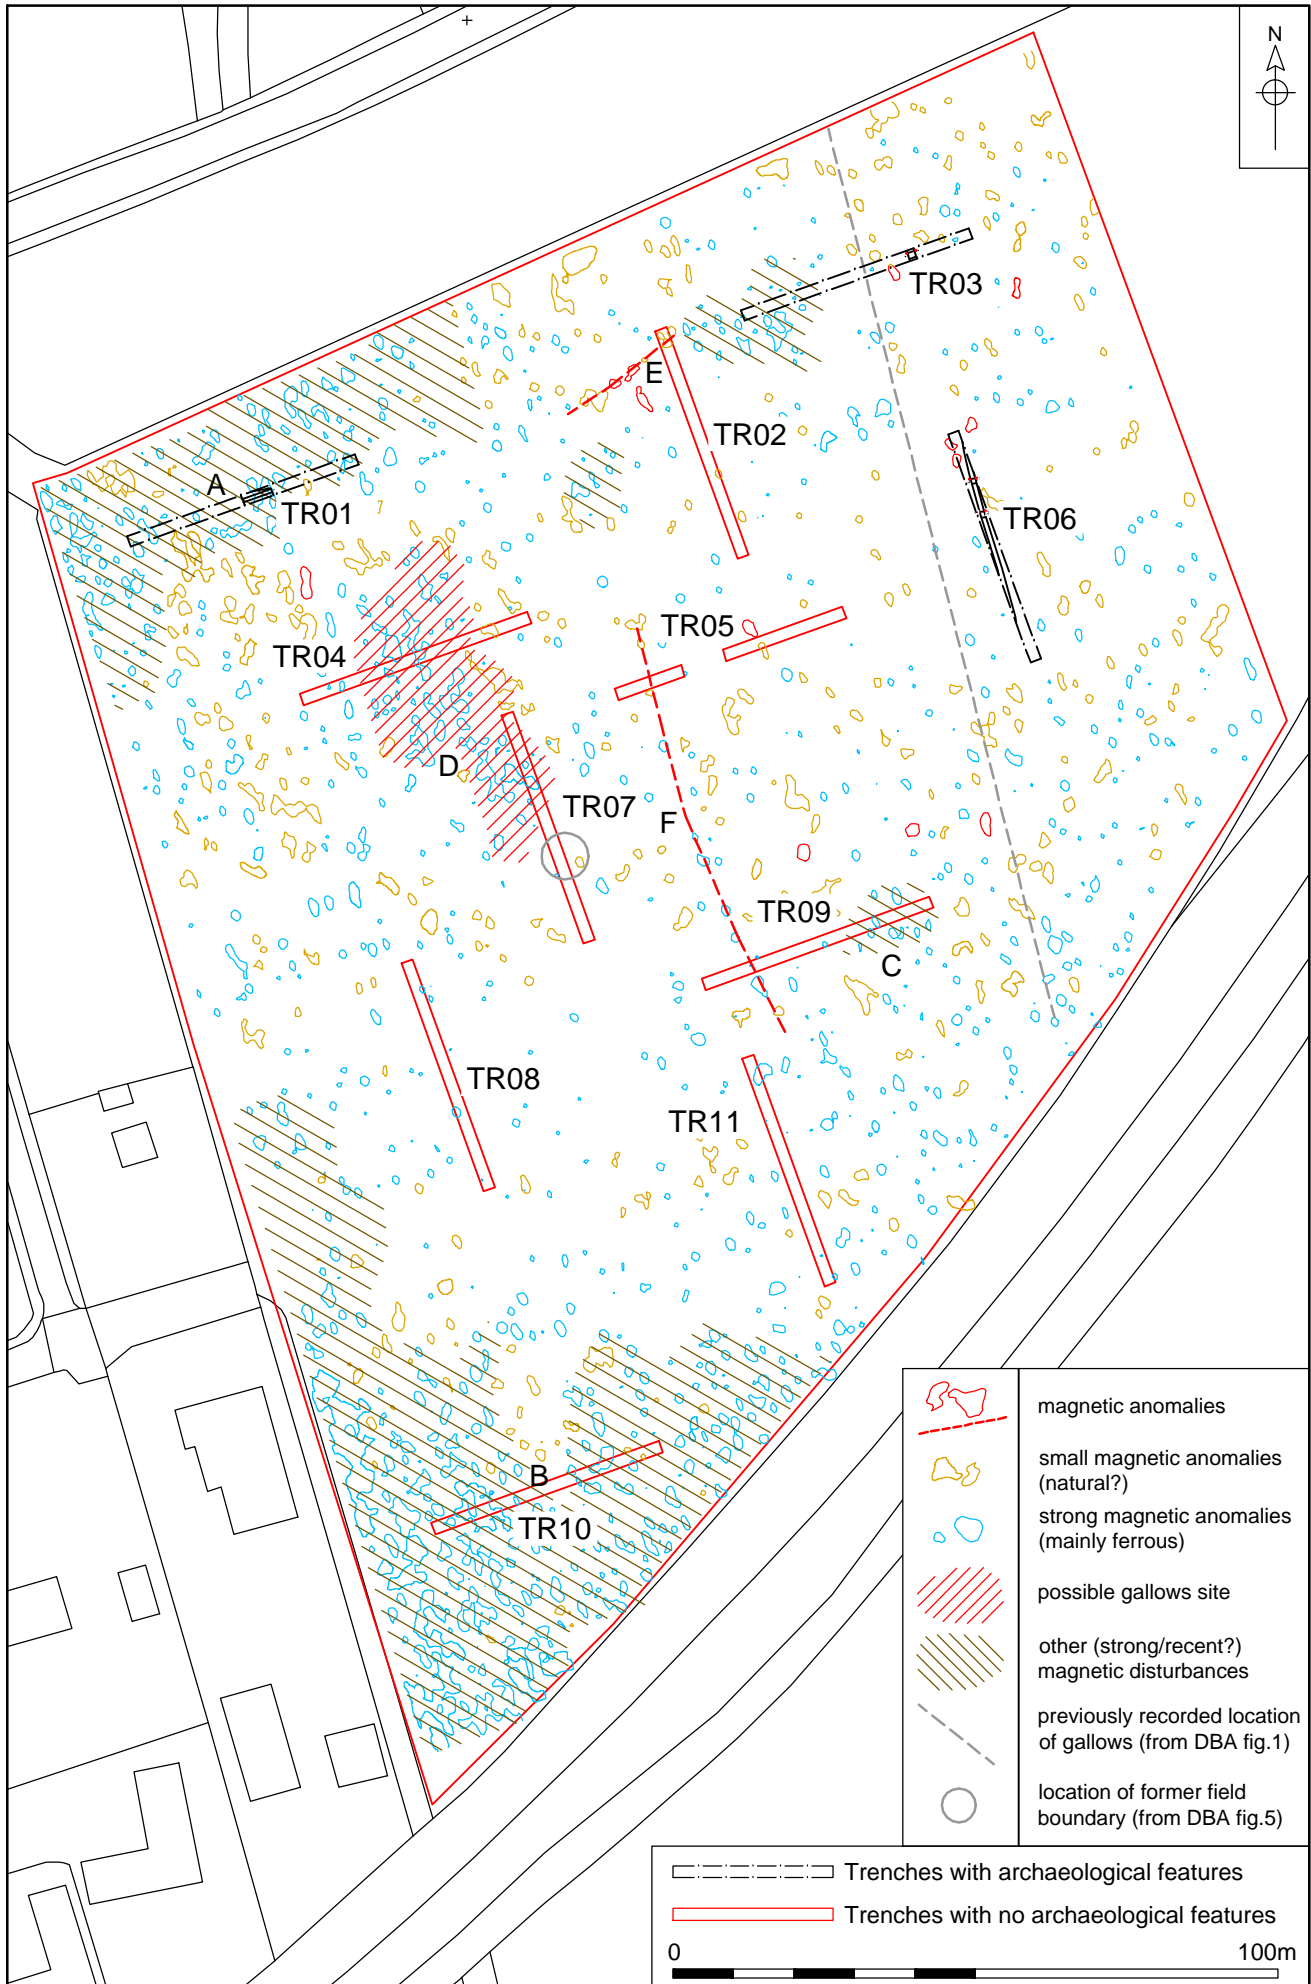 N
TR03
E
TR02
A
TR01
TR06
TR05
TR04
D
TR07
F
TR09
C
TR08
TR11
B
TR10
magnetic anomalies
small magnetic anomalies
(natural?)
strong magnetic anomalies
(mainly ferrous)
possible gallows site
other (strong/recent?)
magnetic disturbances
previously recorded location
of gallows (from DBA fig.1)
location of former field
boundary (from DBA fig.5)
Trenches with archaeological features
Trenches with no archaeological features
0 100m